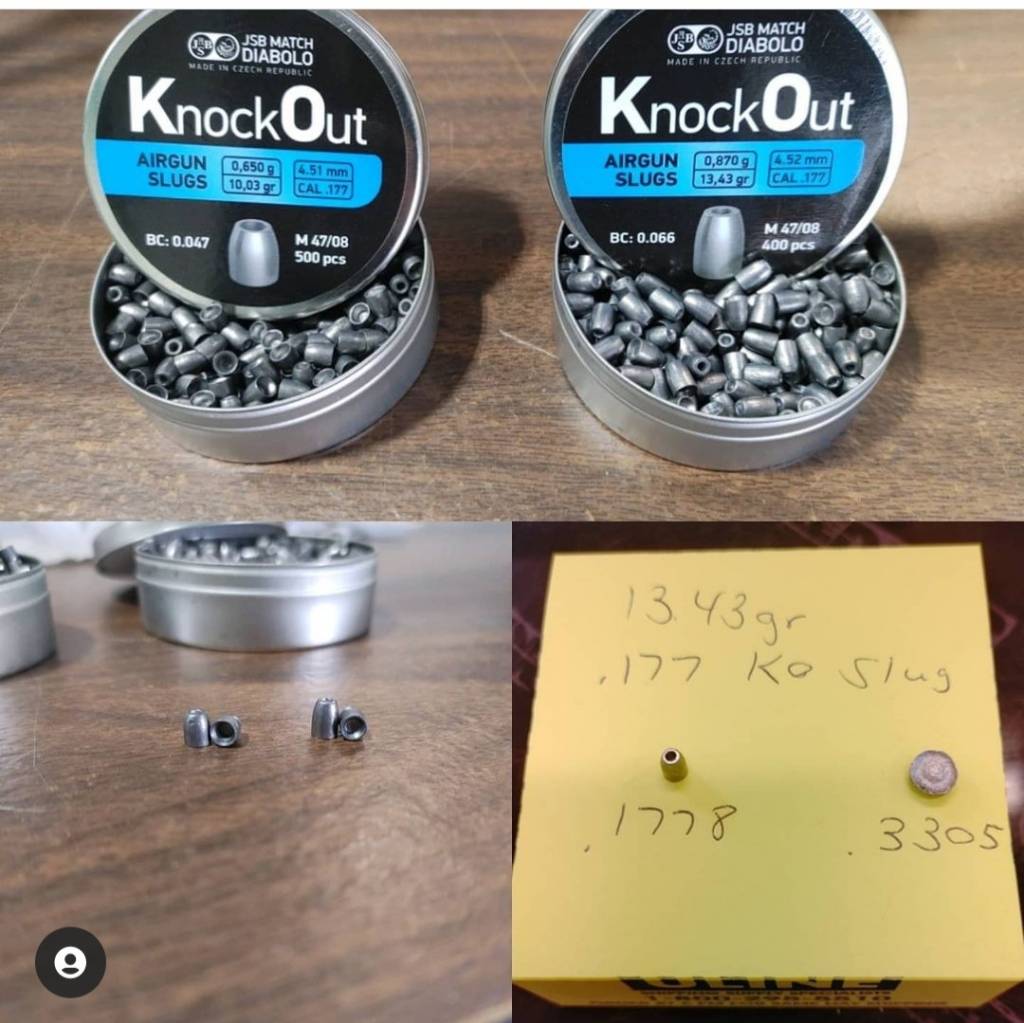 JSB JSB MATCH
DIABOLO
MADE IN CZECH REPUBLIC
KnockOut
AIRGUN
SLUGS
0,650 g
10,03 gr
4.51 mm
CAL .177
BC: 0.047
M 47/08
500 pcs
JSB JSB MATCH
DIABOLO
MADE IN CZECH REPUBLIC
KnockOut
AIRGUN
SLUGS
0,870 g
13,43 gr
4.52 mm
CAL .177
BC: 0.066
M 47/08
400 pcs
13.43gr
.177 KO Slug
.1778
.3305